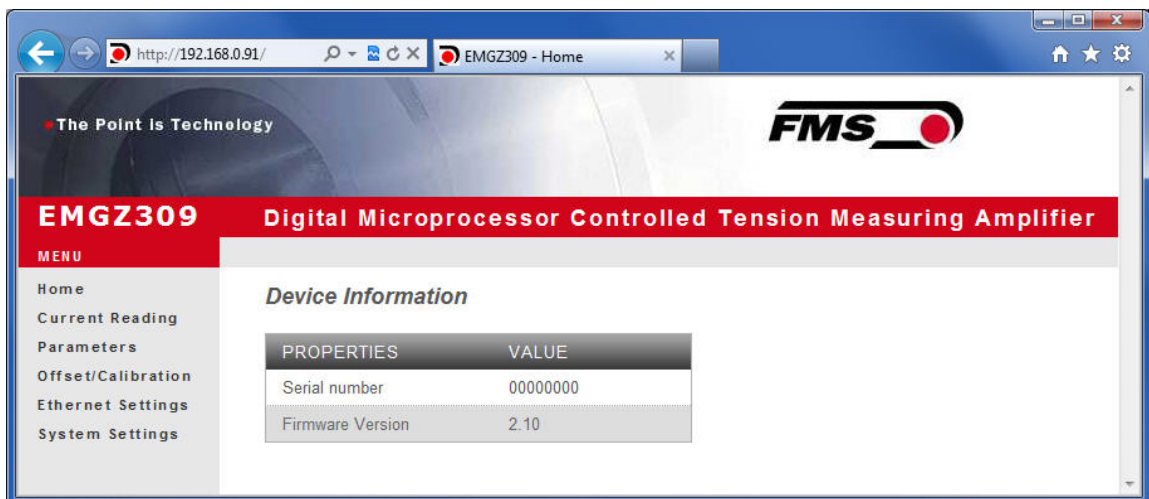 http://192.168.0.91/
EMGZ309 - Home
The Point is Technology
FMS
EMGZ309
Digital Microprocessor Controlled Tension Measuring Amplifier
MENU
Home
Current Reading
Parameters
Offset/Calibration
Ethernet Settings
System Settings
Device Information
PROPERTIES VALUE
Serial number 00000000
Firmware Version 2.10